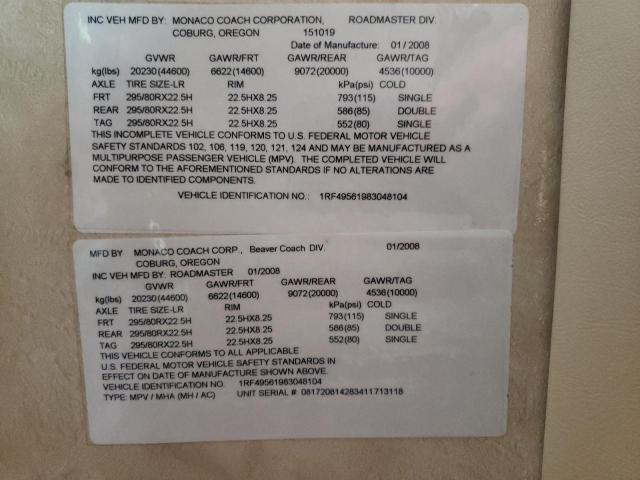 INC VEH MFD BY: MONACO COACH CORPORATION, ROADMASTER DIV.
COBURG, OREGON 151019
Date of Manufacture: 01/2008
GVWR GAWR/FRT GAWR/REAR GAWR/TAG
kg(lbs) 20230(44600) 6622(14600) 9072(20000) 4536(10000)
AXLE TIRE SIZE-LR RIM kPa(psi) COLD
FRT 295/80RX22.5H 22.5HX8.25 793(115) SINGLE
REAR 295/80RX22.5H 22.5HX8.25 586(85) DOUBLE
TAG 295/80RX22.5H 22.5HX8.25 552(80) SINGLE
THIS INCOMPLETE VEHICLE CONFORMS TO U.S. FEDERAL MOTOR VEHICLE
SAFETY STANDARDS 102, 106, 119, 120, 121, 124 AND MAY BE MANUFACTURED AS A
MULTIPURPOSE PASSENGER VEHICLE (MPV). THE COMPLETED VEHICLE WILL
CONFORM TO THE AFOREMENTIONED STANDARDS IF NO ALTERATIONS ARE
MADE TO IDENTIFIED COMPONENTS.
VEHICLE IDENTIFICATION NO.: 1RF49561983048104
MFD BY MONACO COACH CORP., Beaver Coach DIV. 01/2008
COBURG, OREGON
INC VEH MFD BY: ROADMASTER 01/2008
GVWR GAWR/FRT GAWR/REAR GAWR/TAG
kg(lbs) 20230(44600) 6622(14600) 9072(20000) 4536(10000)
AXLE TIRE SIZE-LR RIM kPa(psi) COLD
FRT 295/80RX22.5H 22.5HX8.25 793(115) SINGLE
REAR 295/80RX22.5H 22.5HX8.25 586(85) DOUBLE
TAG 295/80RX22.5H 22.5HX8.25 552(80) SINGLE
THIS VEHICLE CONFORMS TO ALL APPLICABLE
U.S. FEDERAL MOTOR VEHICLE SAFETY STANDARDS IN
EFFECT ON DATE OF MANUFACTURE SHOWN ABOVE.
VEHICLE IDENTIFICATION NO. 1RF49561983048104
TYPE: MPV / MHA (MH / AC) UNIT SERIAL #: 081720814283411713118